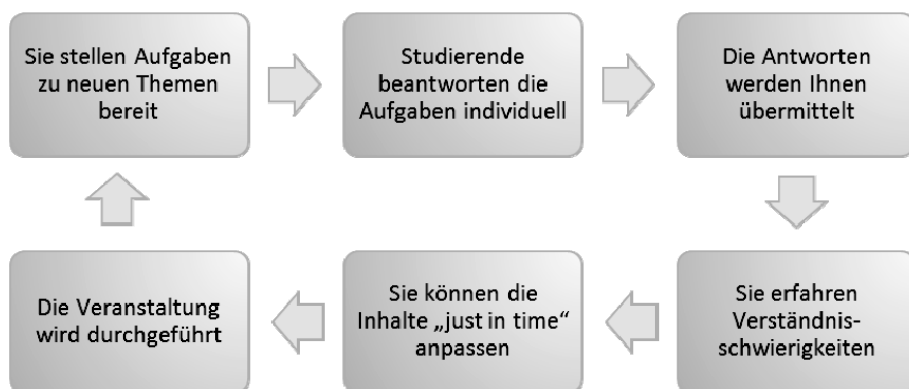 Sie stellen Aufgaben
zu neuen Themen
bereit
Studierende
beantworten die
Aufgaben individuell
Die Antworten
werden Ihnen
übermittelt
Sie erfahren
Verständnis-
schwierigkeiten
Sie können die
Inhalte „just in time“
anpassen
Die Veranstaltung
wird durchgeführt